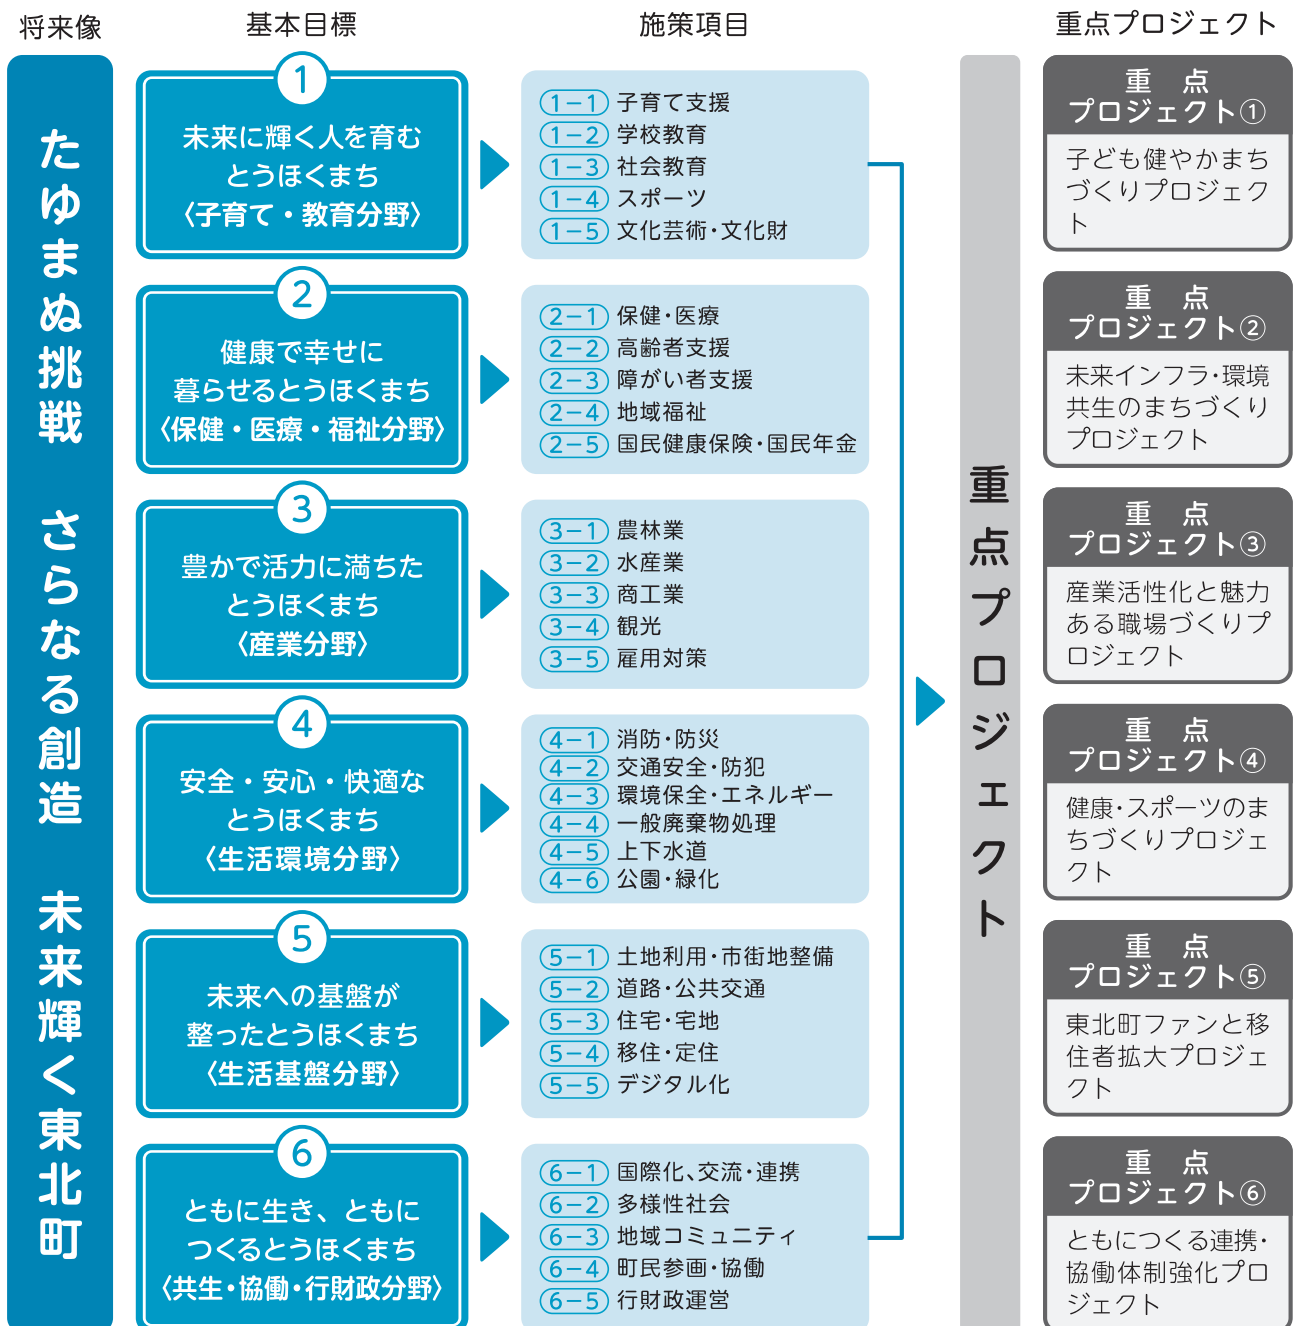 将来像
基本目標
施策項目
重点プロジェクト
たゆまぬ挑戦　さらなる創造　未来輝く東北町
1
未来に輝く人を育む
とうほくまち
〈子育て・教育分野〉
1-1 子育て支援
1-2 学校教育
1-3 社会教育
1-4 スポーツ
1-5 文化芸術・文化財
2
健康で幸せに
暮らせるとうほくまち
〈保健・医療・福祉分野〉
2-1 保健・医療
2-2 高齢者支援
2-3 障がい者支援
2-4 地域福祉
2-5 国民健康保険・国民年金
3
豊かで活力に満ちた
とうほくまち
〈産業分野〉
3-1 農林業
3-2 水産業
3-3 商工業
3-4 観光
3-5 雇用対策
4
安全・安心・快適な
とうほくまち
〈生活環境分野〉
4-1 消防・防災
4-2 交通安全・防犯
4-3 環境保全・エネルギー
4-4 一般廃棄物処理
4-5 上下水道
4-6 公園・緑化
5
未来への基盤が
整ったとうほくまち
〈生活基盤分野〉
5-1 土地利用・市街地整備
5-2 道路・公共交通
5-3 住宅・宅地
5-4 移住・定住
5-5 デジタル化
6
ともに生き、ともに
つくるとうほくまち
〈共生・協働・行財政分野〉
6-1 国際化、交流・連携
6-2 多様性社会
6-3 地域コミュニティ
6-4 町民参画・協働
6-5 行財政運営
重点プロジェクト
重　点
プロジェクト①
子ども健やかまち
づくりプロジェク
ト
重　点
プロジェクト②
未来インフラ・環境
共生のまちづくり
プロジェクト
重　点
プロジェクト③
産業活性化と魅力
ある職場づくりプ
ロジェクト
重　点
プロジェクト④
健康・スポーツのま
ちづくりプロジェ
クト
重　点
プロジェクト⑤
東北町ファンと移
住者拡大プロジェ
クト
重　点
プロジェクト⑥
ともにつくる連携・
協働体制強化プロ
ジェクト